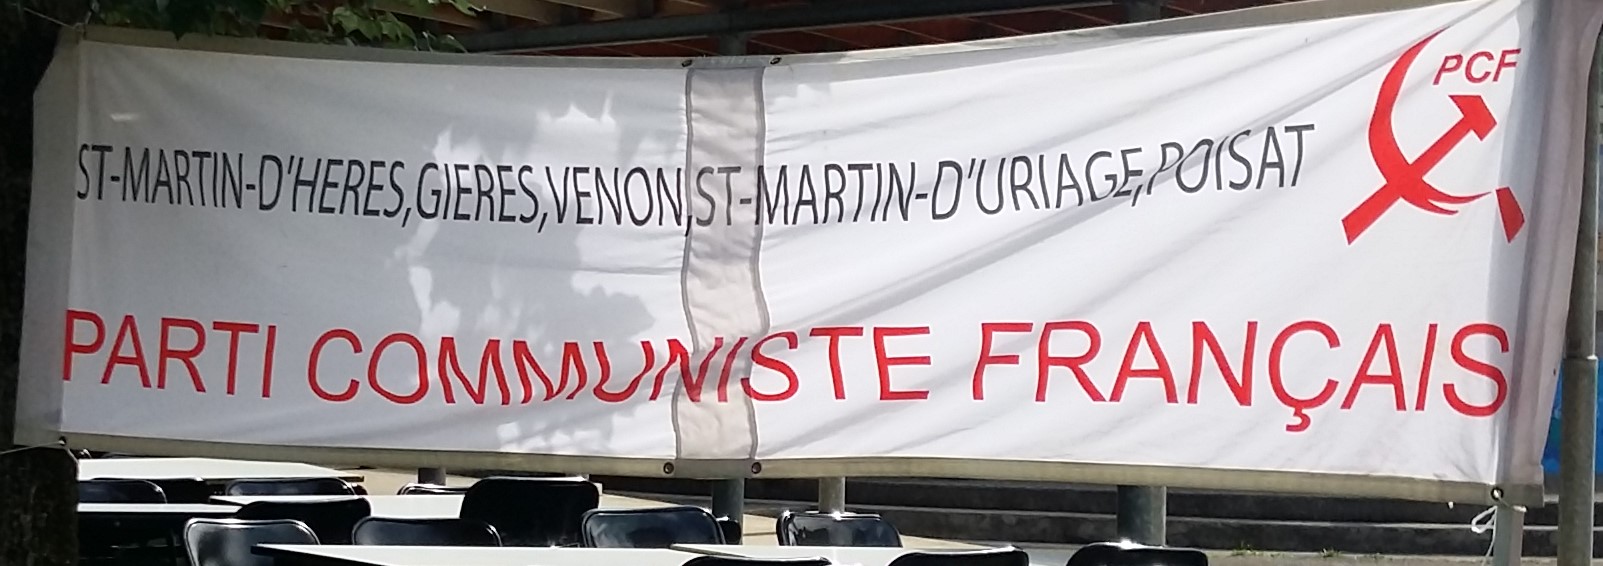 PCF
ST-MARTIN-D'HERES,GIERES,VENON,ST-MARTIN-D'URIAGE,POISAT
PARTI COMMUNISTE FRANÇAIS